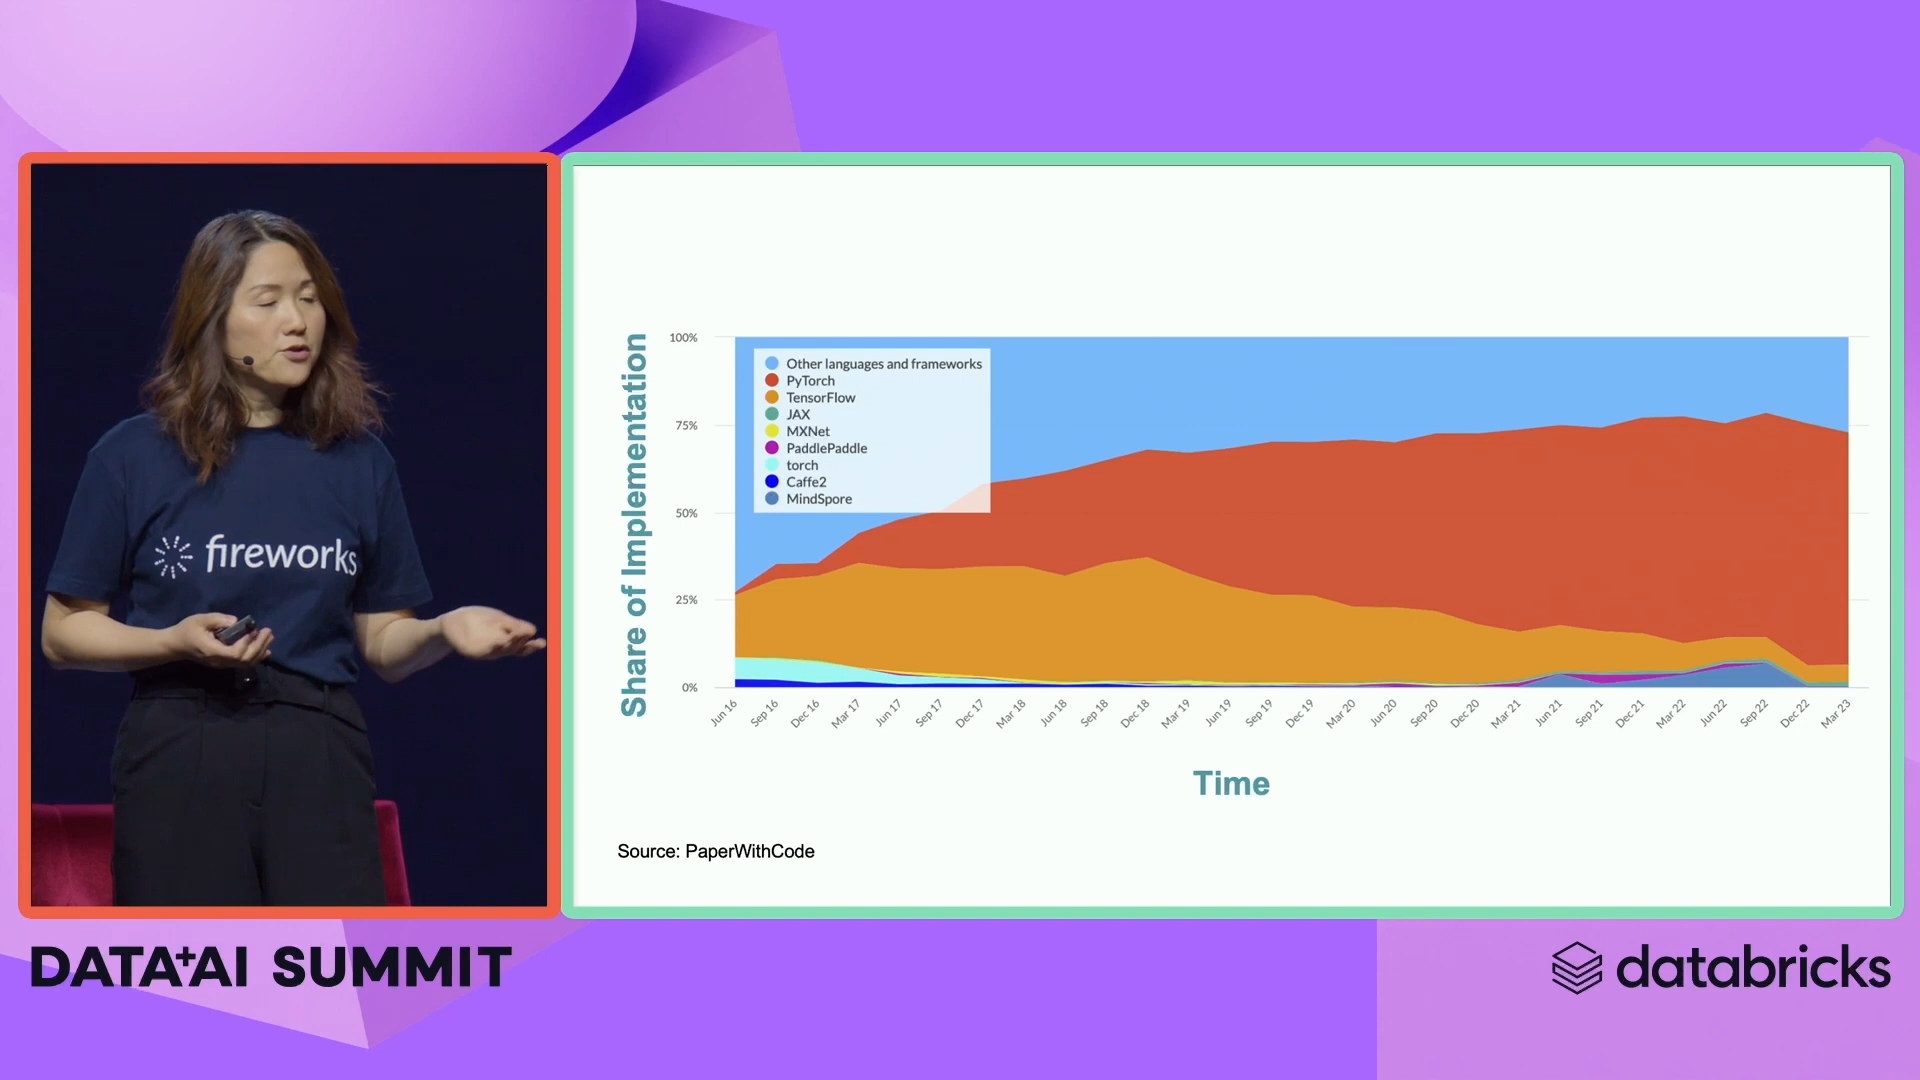 fireworks
Share of Implementation
100%
75%
50%
25%
0%
Other languages and frameworks
PyTorch
TensorFlow
JAX
MXNet
PaddlePaddle
torch
Caffe2
MindSpore
Jun 16
Sep 16
Dec 16
Mar 17
Jun 17
Sep 17
Dec 17
Mar 18
Jun 18
Sep 18
Dec 18
Mar 19
Jun 19
Sep 19
Dec 19
Mar 20
Jun 20
Sep 20
Dec 20
Mar 21
Jun 21
Sep 21
Dec 21
Mar 22
Jun 22
Sep 22
Dec 22
Mar 23
Time
Source: PaperWithCode
DATA+AI SUMMIT
databricks